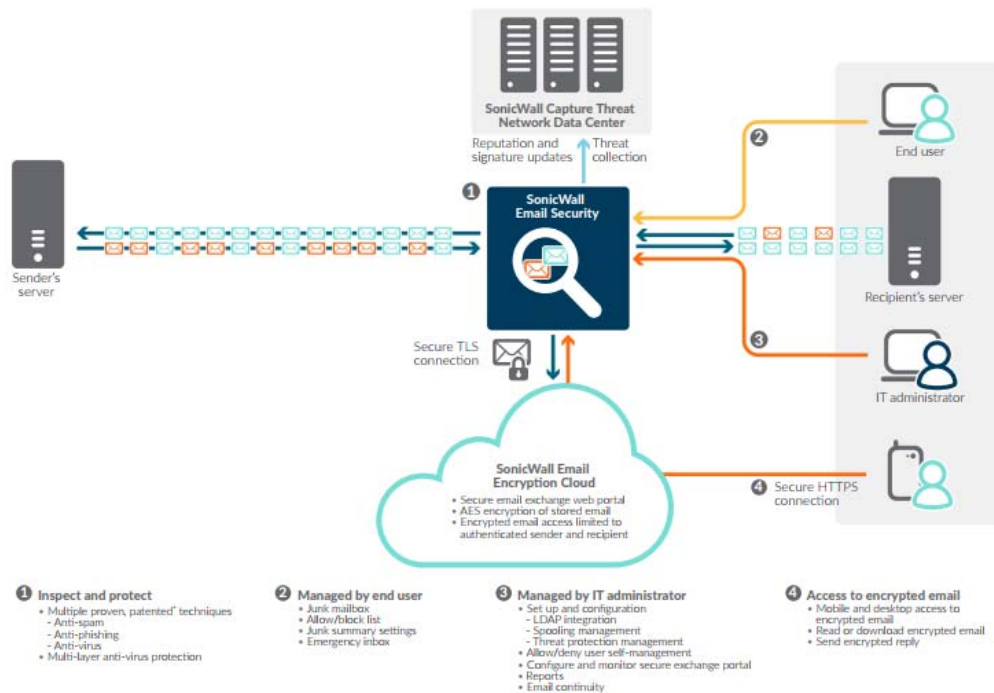 SonicWall Capture Threat
Network Data Center
Reputation and
signature updates
Threat
collection
2
End user
1
SonicWall
Email Security
Sender's
server
Recipient's server
Secure TLS
connection
3
IT administrator
SonicWall Email
Encryption Cloud
• Secure email exchange web portal
• AES encryption of stored email
• Encrypted email access limited to
authenticated sender and recipient
4 Secure HTTPS
connection
1 Inspect and protect
• Multiple proven, patented* techniques
- Anti-spam
- Anti-phishing
- Anti-virus
• Multi-layer anti-virus protection
2 Managed by end user
• Junk mailbox
• Allow/block list
• Junk summary settings
• Emergency inbox
3 Managed by IT administrator
• Set up and configuration
- LDAP integration
- Spooling management
- Threat protection management
• Allow/deny user self-management
• Configure and monitor secure exchange portal
• Reports
• Email continuity
4 Access to encrypted email
• Mobile and desktop access to
encrypted email
• Read or download encrypted email
• Send encrypted reply